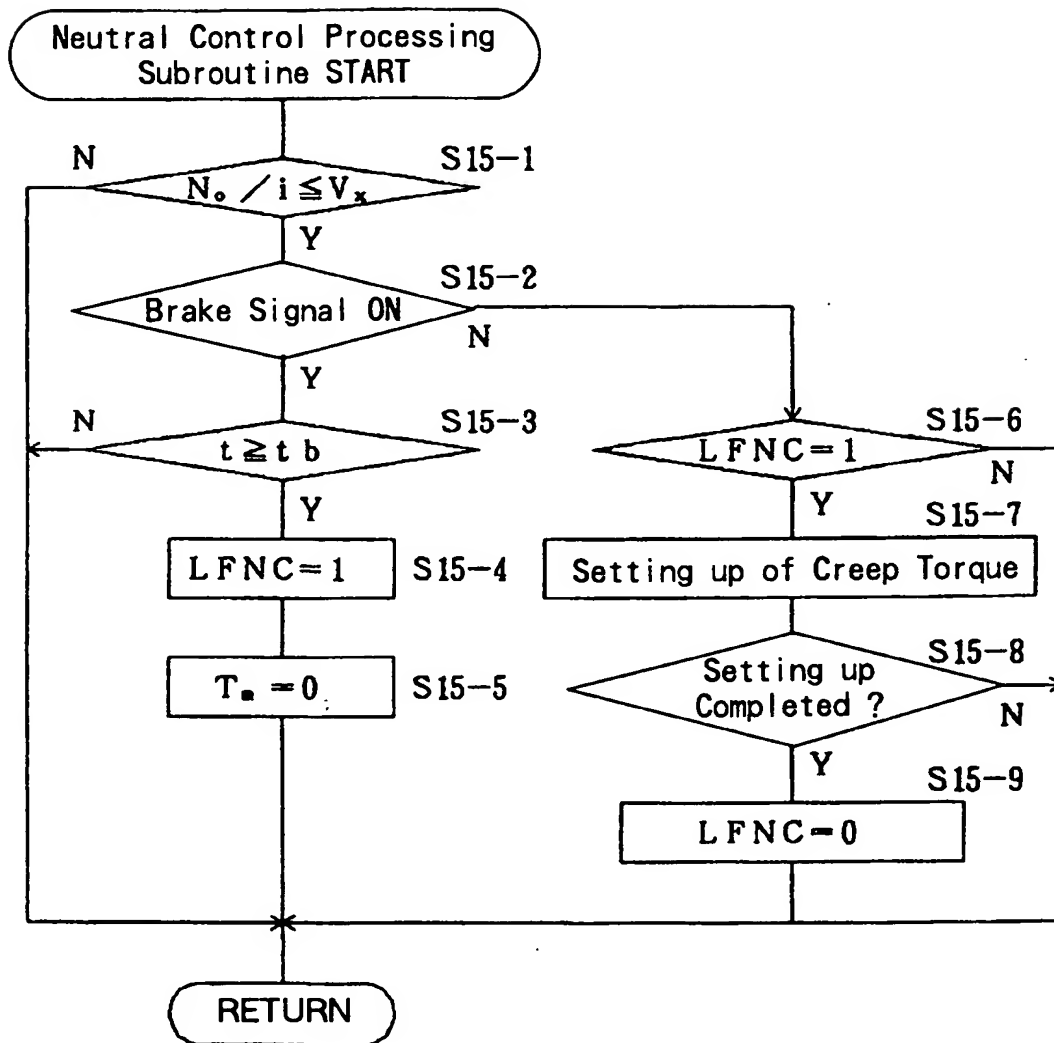 Neutral Control Processing
Subroutine START
N
S15-1
N₀ / i ≦ Vₓ
Y
S15-2
Brake Signal ON
N
Y
N
S15-3
t ≧ t b
S15-6
LFNC=1
N
Y
Y
S15-7
LFNC=1
S15-4
Setting up of Creep Torque
S15-8
Tₘ =0
S15-5
Setting up
Completed ?
N
Y
S15-9
LFNC=0
RETURN